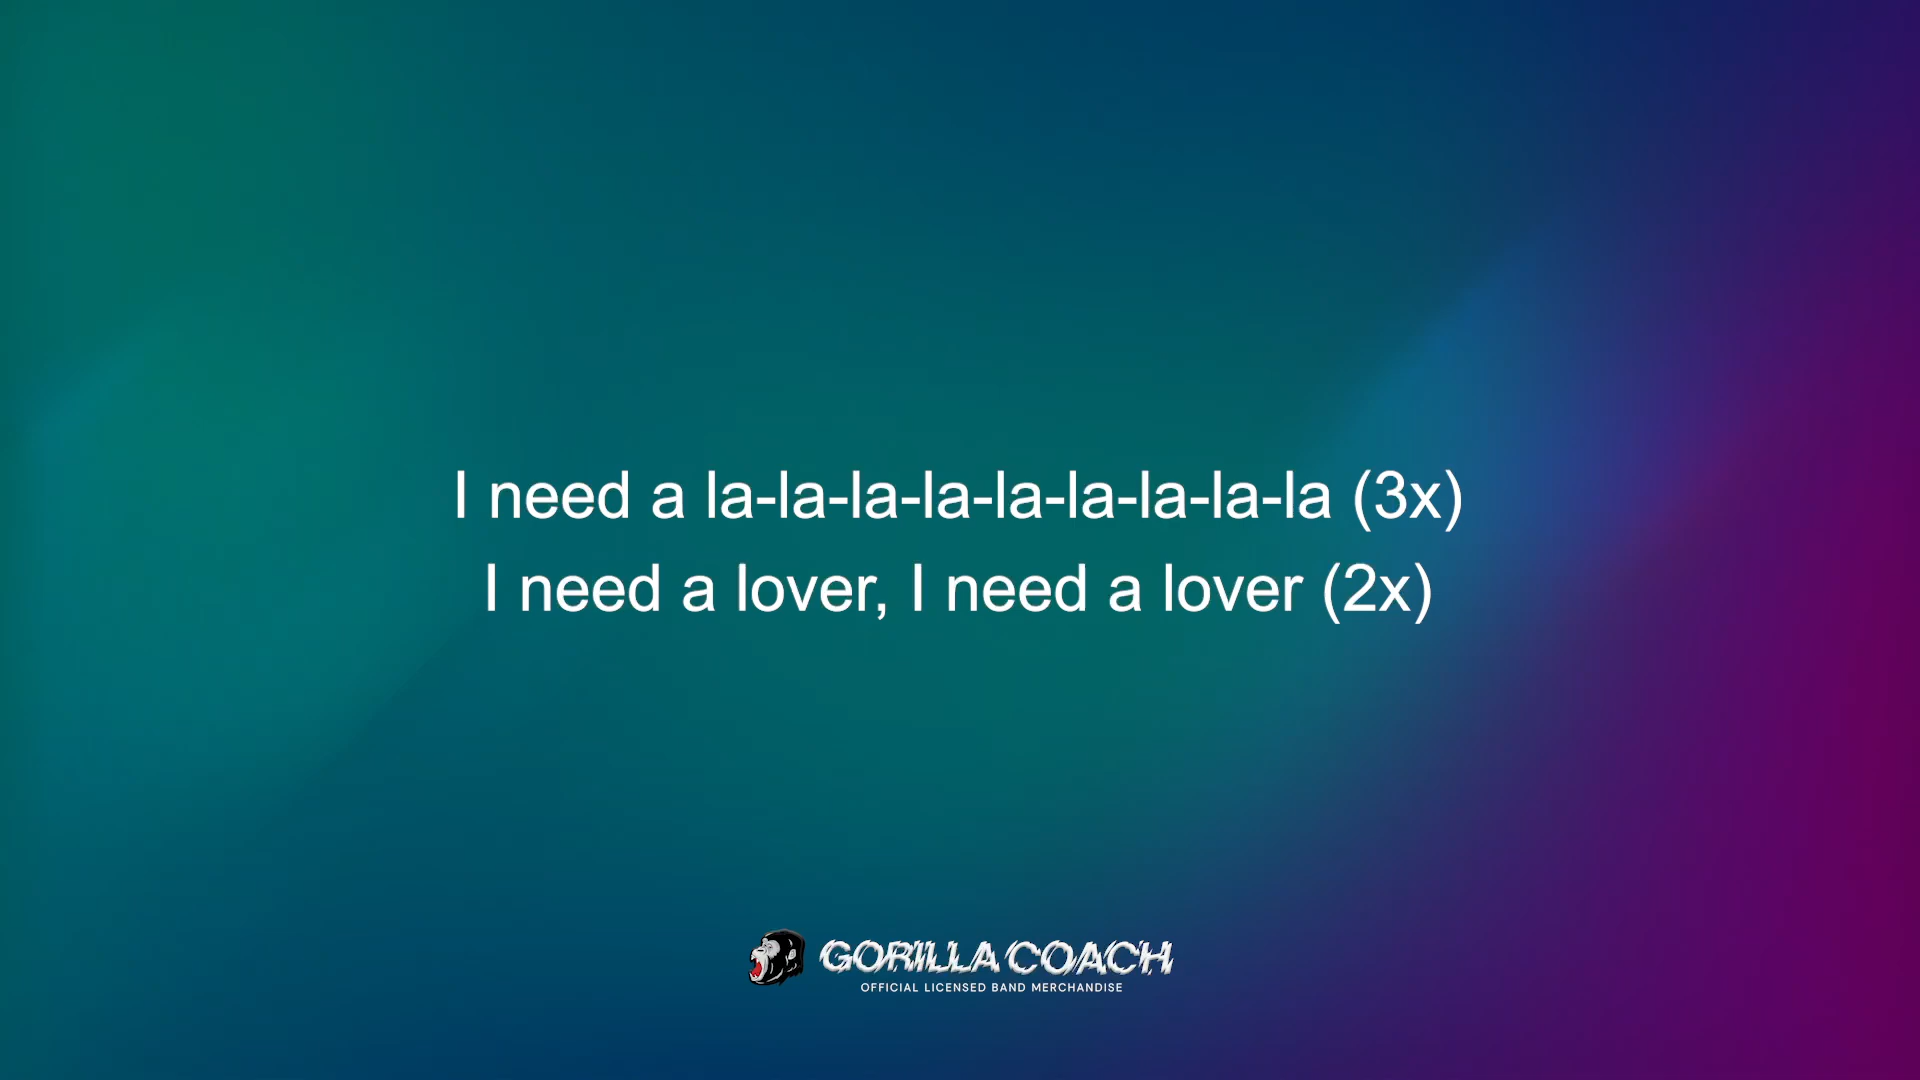 I need a la-la-la-la-la-la-la-la-la (3x)
I need a lover, I need a lover (2x)
GORILLA COACH
OFFICIAL LICENSED BAND MERCHANDISE